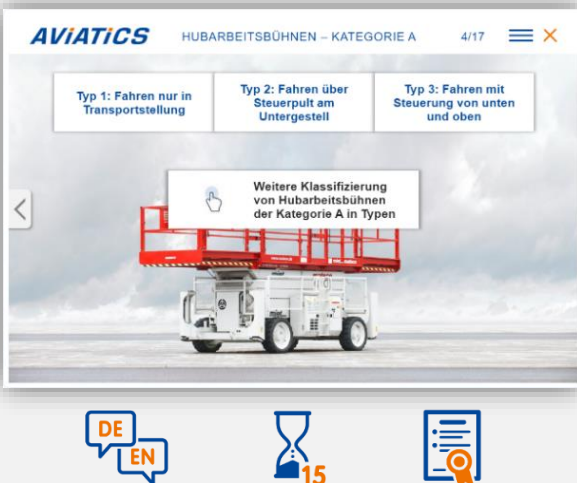 AViATiCS
HUBARBEITSBÜHNEN – KATEGORIE A
4/17
Typ 1: Fahren nur in
Transportstellung
Typ 2: Fahren über
Steuerpult am
Untergestell
Typ 3: Fahren mit
Steuerung von unten
und oben
Weitere Klassifizierung
von Hubarbeitsbühnen
der Kategorie A in Typen
DE
EN
15